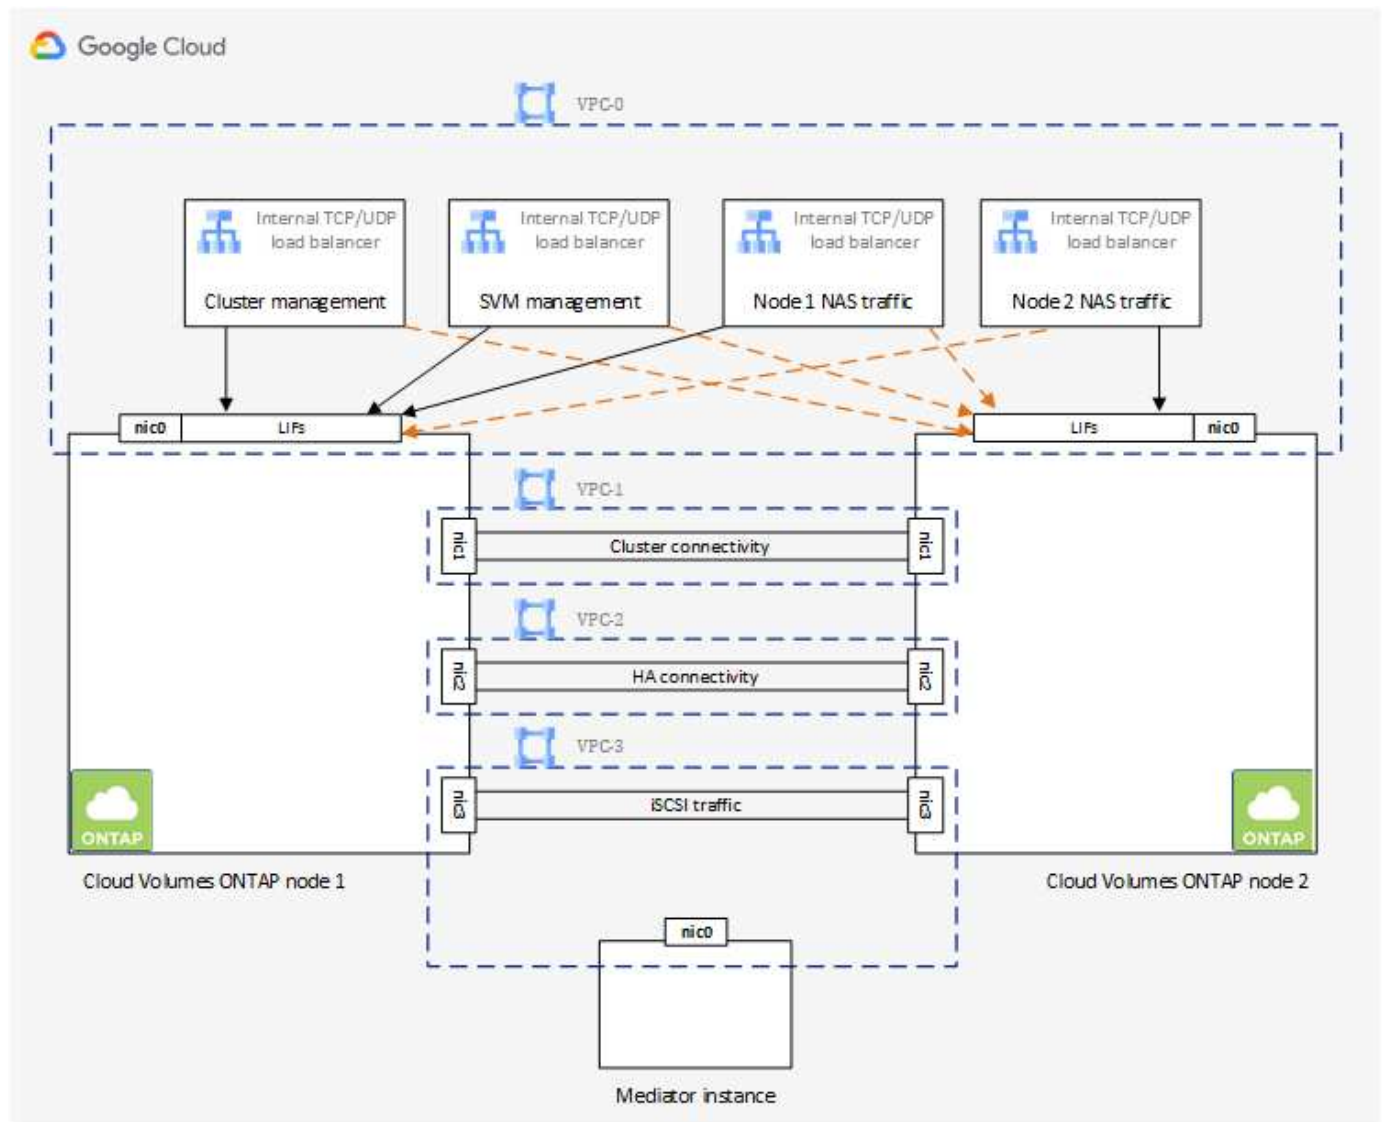 Google Cloud
VPC-0
Internal TCP/UDP
load balancer
Cluster management
Internal TCP/UDP
load balancer
SVM management
Internal TCP/UDP
load balancer
Node 1 NAS traffic
Internal TCP/UDP
load balancer
Node 2 NAS traffic
nic0
LIFs
LIFs
nic0
VPC-1
nic1
Cluster connectivity
nic1
VPC-2
nic2
HA connectivity
nic2
VPC-3
nic3
iSCSI traffic
nic3
ONTAP
ONTAP
Cloud Volumes ONTAP node 1
Cloud Volumes ONTAP node 2
nic0
Mediator instance